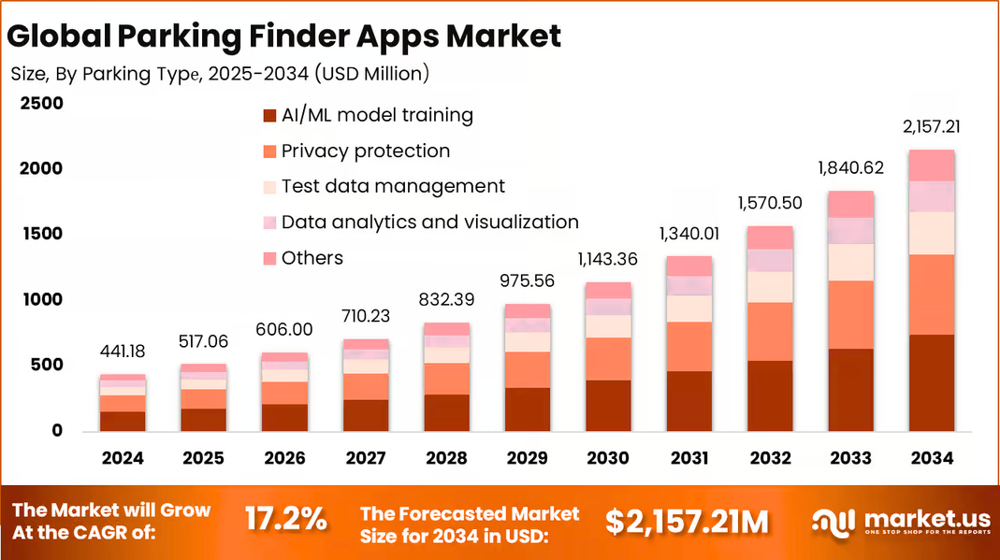 Global Parking Finder Apps Market
Size, By Parking Type, 2025-2034 (USD Million)
2500
2000
1500
1000
500
0
AI/ML model training
Privacy protection
Test data management
Data analytics and visualization
Others
441.18
517.06
606.00
710.23
832.39
975.56
1,143.36
1,340.01
1,570.50
1,840.62
2,157.21
2024
2025
2026
2027
2028
2029
2030
2031
2032
2033
2034
The Market will Grow
At the CAGR of:
17.2%
The Forecasted Market
Size for 2034 in USD:
$2,157.21M
market.us
ONE STOP SHOP FOR THE REPORTS